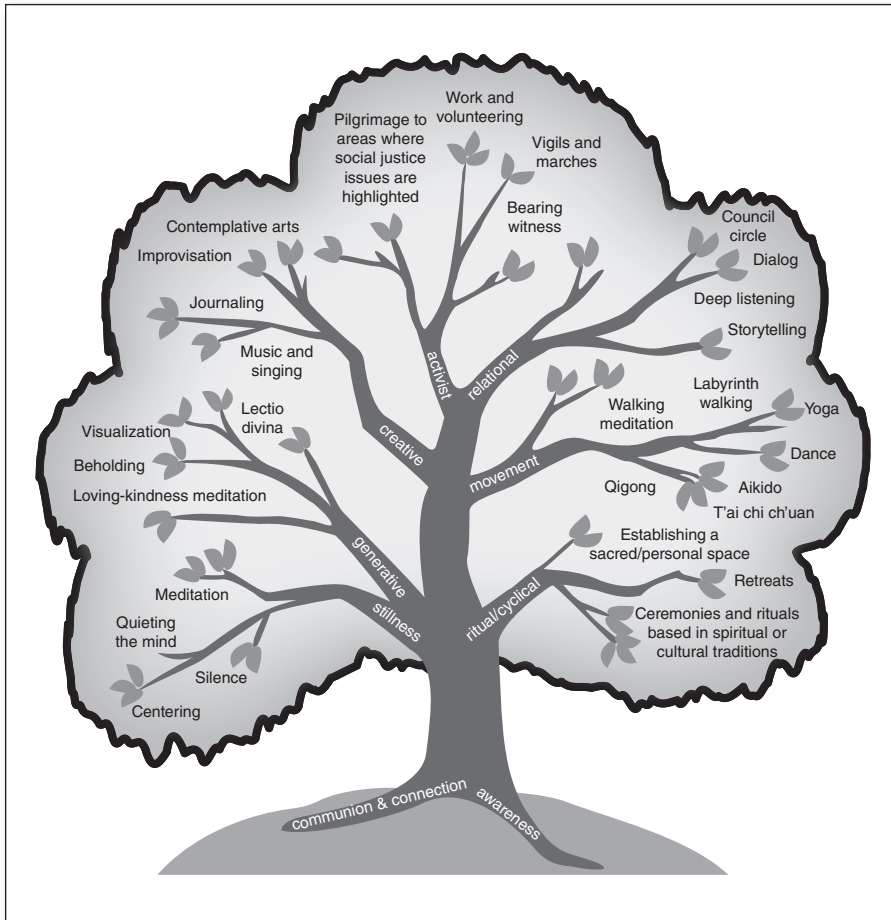 Work and
volunteering
Pilgrimage to
areas where
social justice
issues are
highlighted
Vigils and
marches
Bearing
witness
activist
Council
circle
Dialog
Deep listening
Storytelling
relational
Contemplative arts
Improvisation
Journaling
Music and
singing
creative
Labyrinth
walking
Walking
meditation
Yoga
Dance
Qigong
Aikido
T'ai chi ch'uan
movement
Lectio
divina
Visualization
Beholding
Loving-kindness meditation
generative
Establishing a
sacred/personal space
Retreats
Ceremonies and rituals
based in spiritual or
cultural traditions
ritual/cyclical
Meditation
Quieting
the mind
Silence
Centering
stillness
communion & connection
awareness